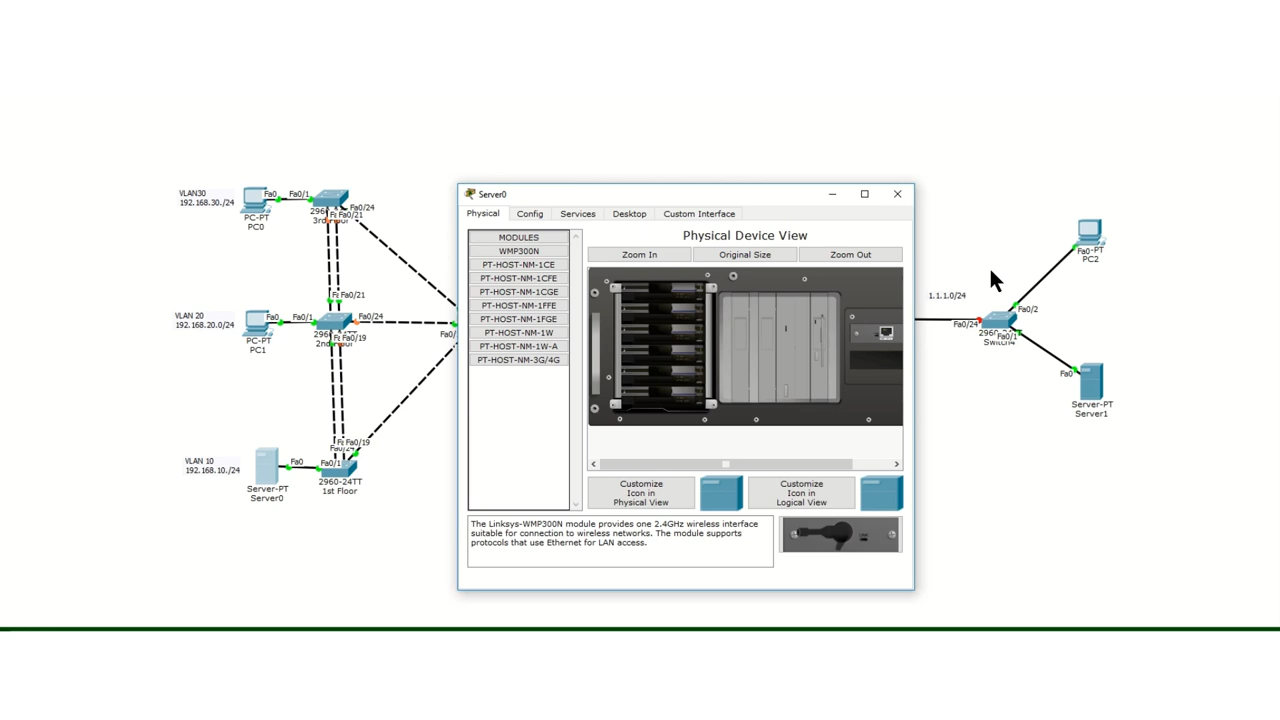 VLAN30
192.168.30./24
Fa0
Fa0/1
PC-PT
PC0
Fa0/24
Fa0/21
3rd
Fa0/21
VLAN 20
192.168.20.0/24
Fa0
Fa0/1
Fa0/24
PC-PT
PC1
Fa0/19
Fa0/
VLAN 10
192.168.10./24
Fa0
Fa0/1
Fa0/19
Server-PT
Server0
2960-24TT
1st Floor
Server0
Physical
Config
Services
Desktop
Custom Interface
MODULES
WMP300N
PT-HOST-NM-1CE
PT-HOST-NM-1CFE
PT-HOST-NM-1CGE
PT-HOST-NM-1FFE
PT-HOST-NM-1FGE
PT-HOST-NM-1W
PT-HOST-NM-1W-A
PT-HOST-NM-3G/4G
Physical Device View
Zoom In
Original Size
Zoom Out
Customize
Icon in
Physical View
Customize
Icon in
Logical View
The Linksys-WMP300N module provides one 2.4GHz wireless interface
suitable for connection to wireless networks. The module supports
protocols that use Ethernet for LAN access.
1.1.1.0/24
Fa0/24
Fa0/2
Fa0/1
Switch4
Fa0
-PT
PC2
Fa0
Server-PT
Server1